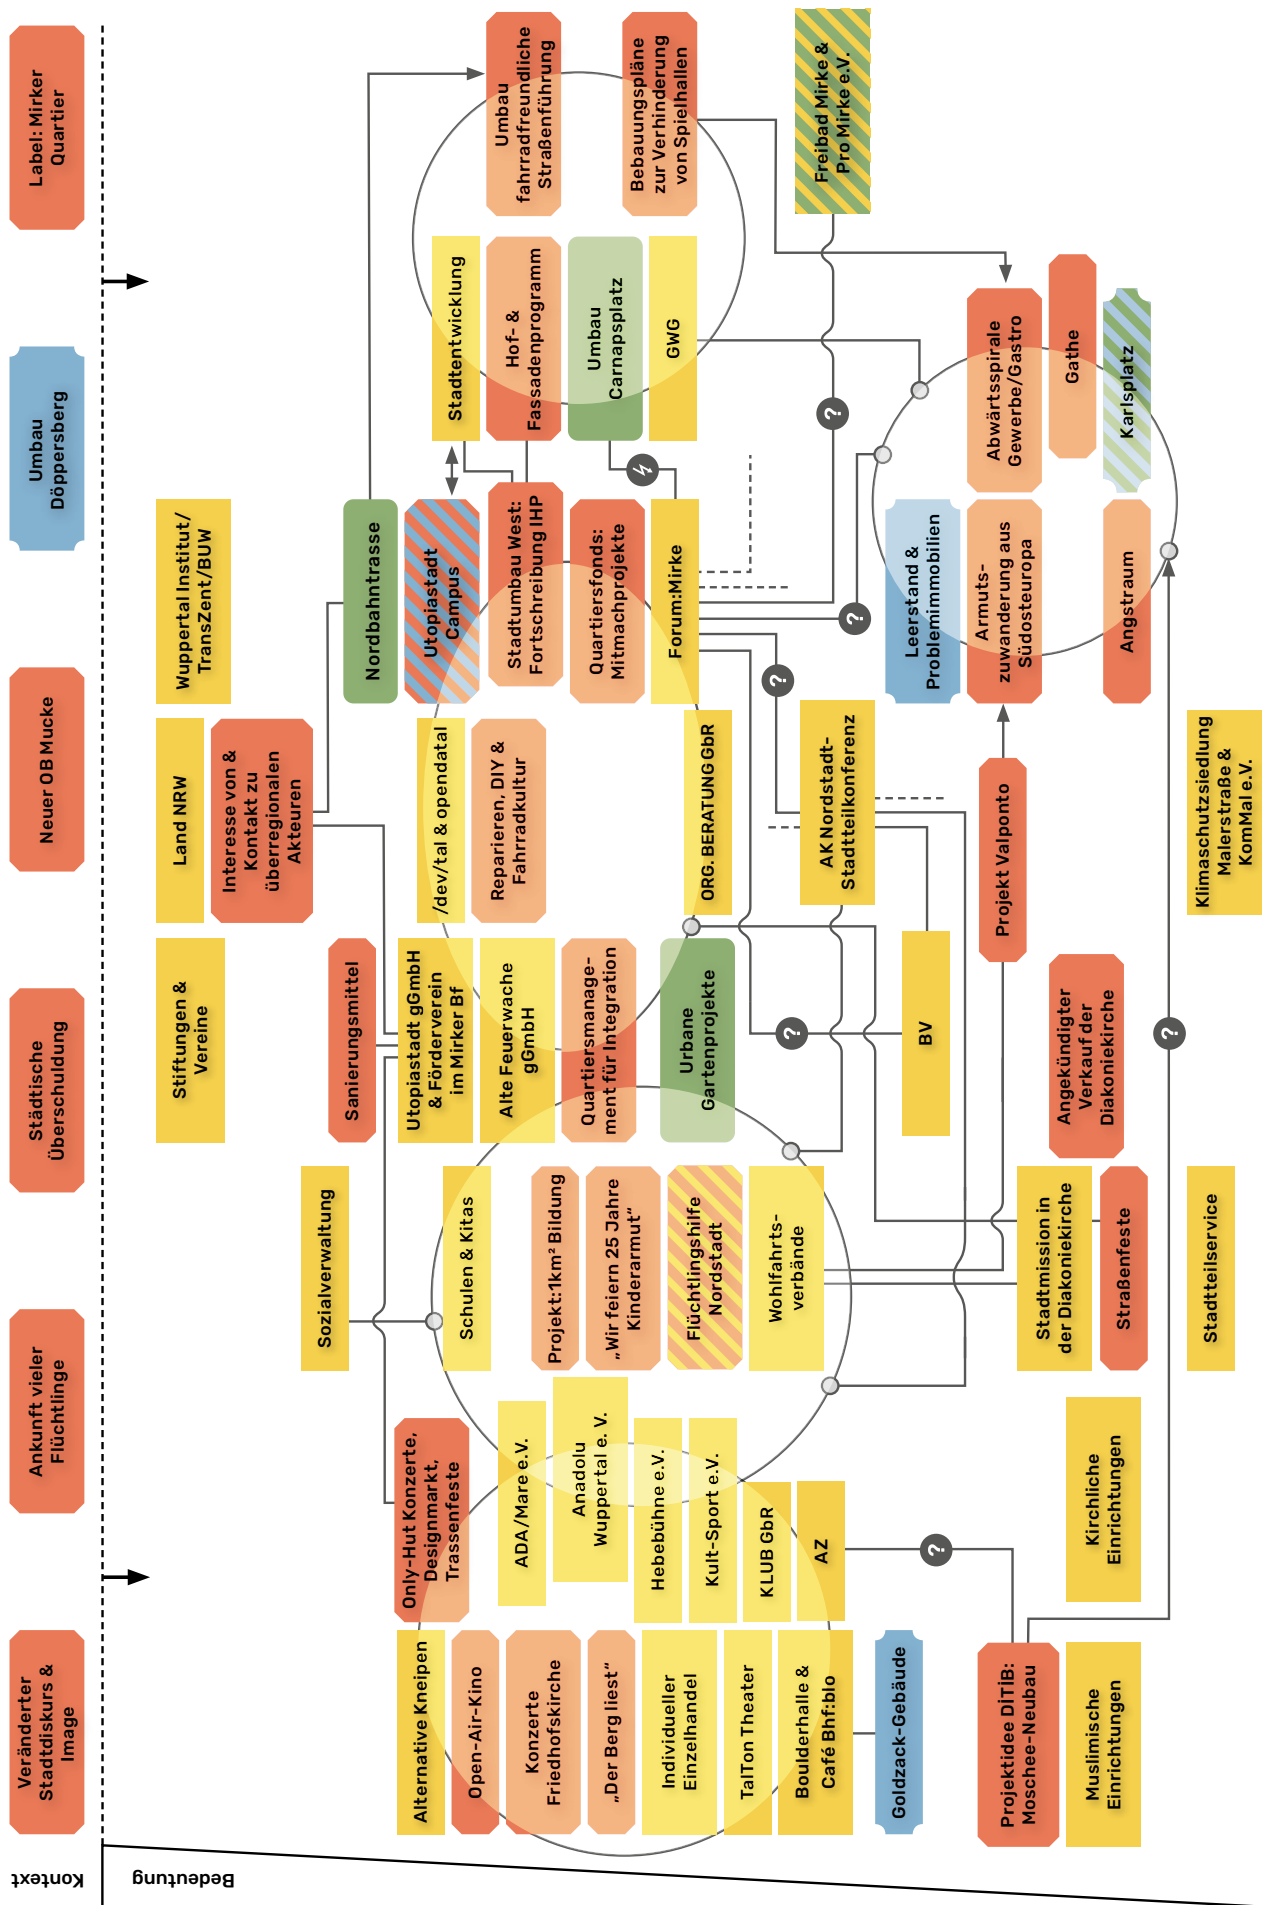 Kontext
Veränderter
Stadtdiskurs &
Image
Ankunft vieler
Flüchtlinge
Städtische
Überschuldung
Neuer OB Mucke
Umbau
Döppersberg
Label: Mirker
Quartier
Bedeutung
Stiftungen &
Vereine
Land NRW
Wuppertal Institut/
TransZent/BUW
Interesse von &
Kontakt zu
überregionalen
Akteuren
Sozialverwaltung
Sanierungsmittel
Nordbahntrasse
Only-Hut Konzerte,
Designmarkt,
Trassenfeste
Utopiastadt gGmbH
& Förderverein
im Mirker Bf
/dev/tal & opendatal
Utopiastadt
Campus
Stadtentwicklung
Umbau
fahrradfreundliche
Straßenführung
Alternative Kneipen
Schulen & Kitas
Alte Feuerwache
gGmbH
Reparieren, DIY &
Fahrradkultur
Stadtumbau West:
Fortschreibung IHP
Hof- &
Fassadenprogramm
Open-Air-Kino
ADA/Mare e.V.
Projekt:1km² Bildung
Quartiersmanage-
ment für Integration
Quartiersfonds:
Mitmachprojekte
Umbau
Carnapsplatz
Bebauungspläne
zur Verhinderung
von Spielhallen
Konzerte
Friedhofskirche
Anadolu
Wuppertal e. V.
„Wir feiern 25 Jahre
Kinderarmut“
Urbane
Gartenprojekte
ORG. BERATUNG GbR
Forum:Mirke
GWG
„Der Berg liest“
Hebebühne e.V.
Flüchtlingshilfe
Nordstadt
Individueller
Einzelhandel
Kult-Sport e.V.
Wohlfahrts-
verbände
TalTon Theater
KLUB GbR
Boulderhalle &
Café Bhf:blo
AZ
?
?
?
?
?
?
AK Nordstadt-
Stadtteilkonferenz
Freibad Mirke &
Pro Mirke e.V.
Goldzack-Gebäude
BV
Leerstand &
Problemimmobilien
Projektidee DİTİB:
Moschee-Neubau
Projekt Valponto
Armuts-
zuwanderung aus
Südosteuropa
Abwärtsspirale
Gewerbe/Gastro
Stadtmission in
der Diakoniekirche
Angekündigter
Verkauf der
Diakoniekirche
Gathe
Muslimische
Einrichtungen
Kirchliche
Einrichtungen
Straßenfeste
Angstraum
Karlsplatz
Stadtteilservice
Klimaschutzsiedlung
Malerstraße &
KomMal e.V.